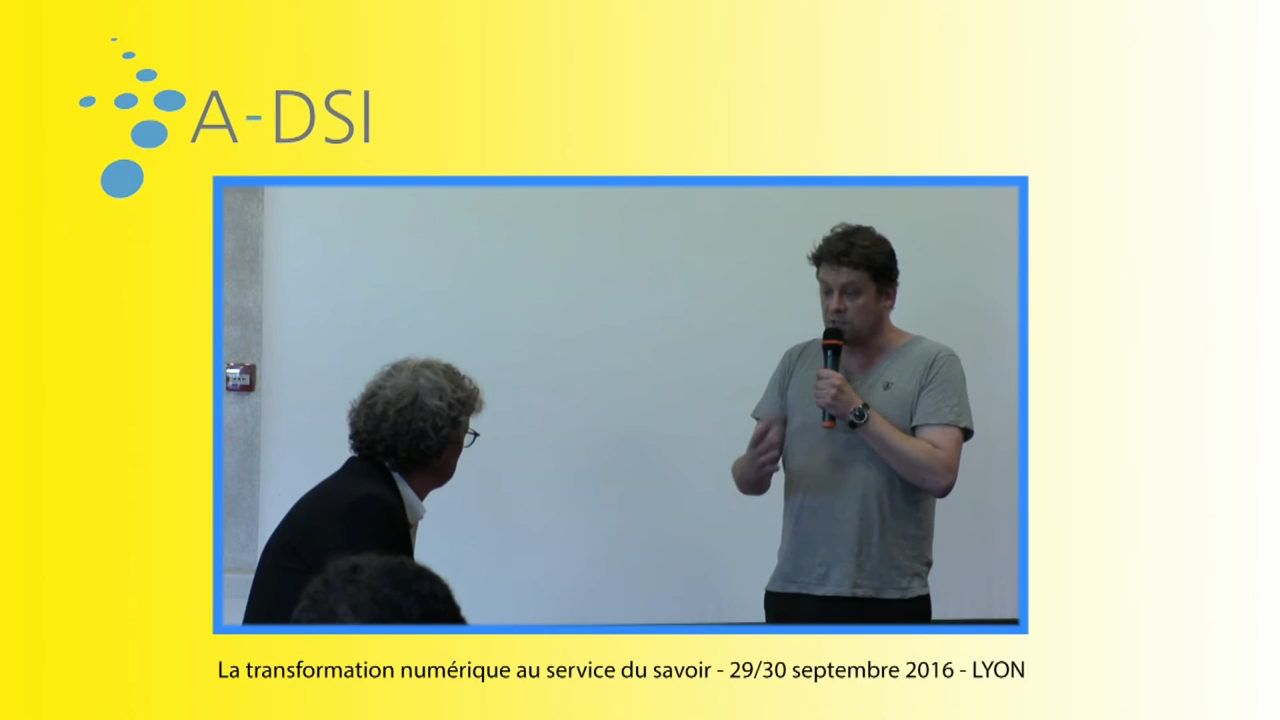 A-DSI
La transformation numérique au service du savoir - 29/30 septembre 2016 - LYON